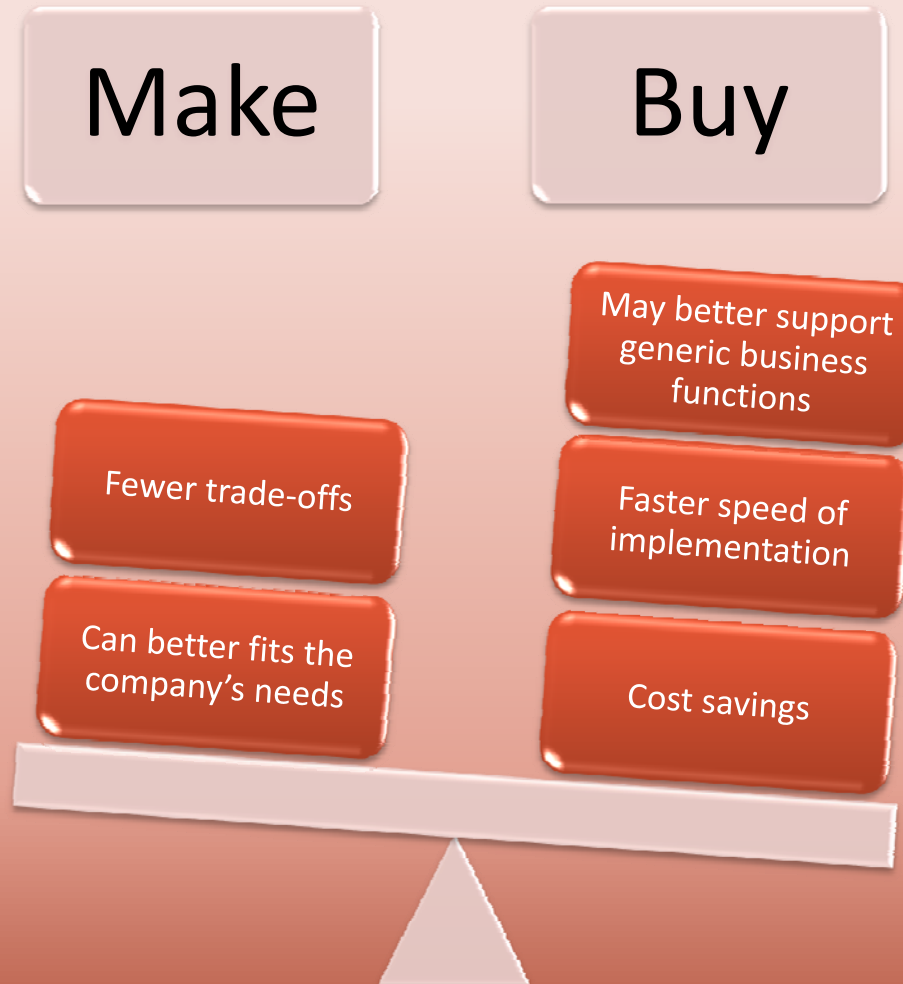 Make
Buy
Fewer trade-offs
Can better fits the
company’s needs
May better support
generic business
functions
Faster speed of
implementation
Cost savings